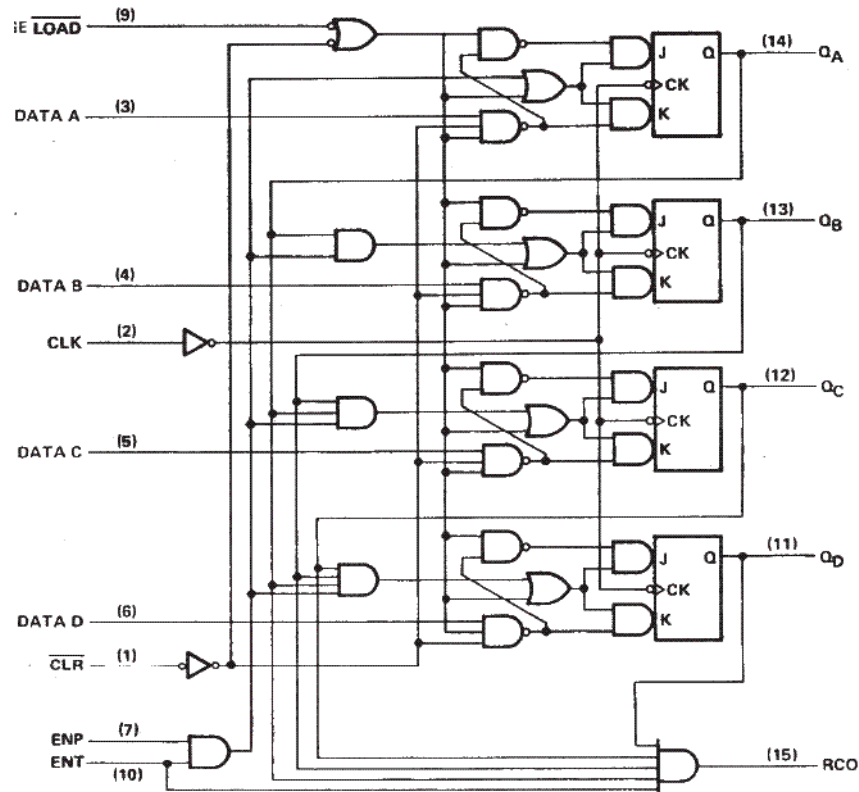 LOAD (9)
(14) QA
J Q
CK
K
DATA A (3)
(13) QB
J Q
CK
K
DATA B (4)
CLK (2)
(12) QC
J Q
CK
K
DATA C (5)
(11) QD
J Q
CK
K
DATA D (6)
CLR (1)
ENP (7)
ENT (10)
(15) RCO